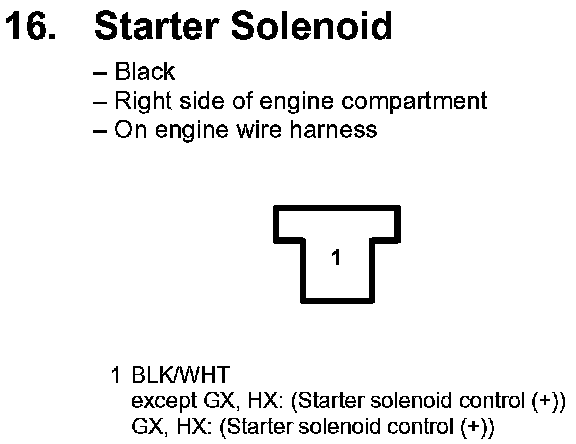 16. Starter Solenoid
– Black
– Right side of engine compartment
– On engine wire harness
1
1 BLK/WHT
except GX, HX: (Starter solenoid control (+))
GX, HX: (Starter solenoid control (+))